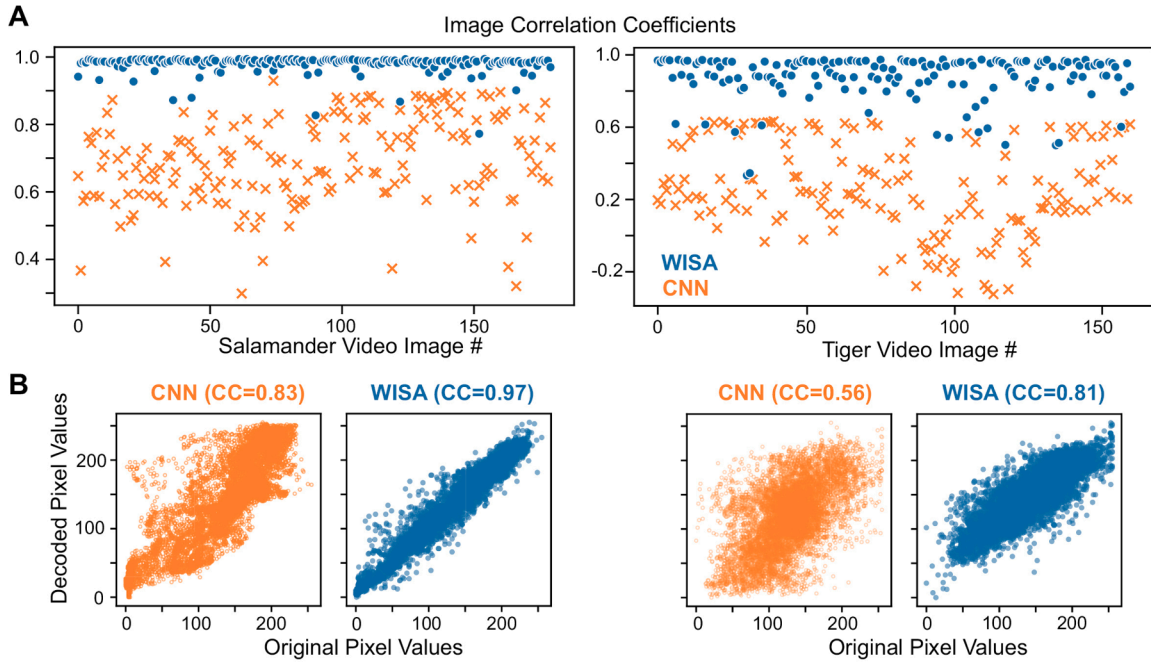 A
Image Correlation Coefficients
1.0
0.8
0.6
0.4
0 50 100 150
Salamander Video Image #
1.0
0.6
0.2
-0.2
WISA
CNN
0 50 100 150
Tiger Video Image #
B
CNN (CC=0.83)
WISA (CC=0.97)
CNN (CC=0.56)
WISA (CC=0.81)
Decoded Pixel Values
200
100
0
0 100 200
0 100 200
Original Pixel Values
0 100 200
0 100 200
Original Pixel Values